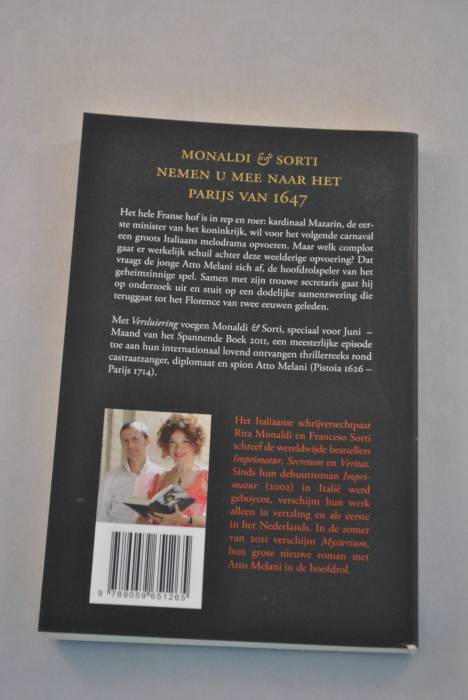 MONALDI & SORTI
NEMEN U MEE NAAR HET
PARIJS VAN 1647
Het hele Franse hof is in rep en roer: kardinaal Mazarin, de eer-
ste minister van het koninkrijk, wil voor het volgende carnaval
een groots Italiaans melodrama opvoeren. Maar welk complot
gaat er werkelijk schuil achter deze weelderige opvoering? Dat
vraagt de jonge Atto Melani zich af, de hoofdrolspeler van het
geheimzinnige spel. Samen met zijn trouwe secretaris gaat hij
op onderzoek uit en stuit op een dodelijke samenzwering die
teruggaat tot het Florence van twee eeuwen geleden.
Met Versluiering voegen Monaldi & Sorti, speciaal voor Juni –
Maand van het Spannende Boek 2011, een meesterlijke episode
toe aan hun internationaal lovend ontvangen thrillerreeks rond
castraatzanger, diplomaat en spion Atto Melani (Pistoia 1626 –
Parijs 1714).
Het Italiaanse schrijversechtpaar
Rita Monaldi en Franceso Sorti
schreef de wereldwijde bestsellers
Imprimatur, Secretum en Veritas.
Sinds hun debuutroman Impri-
matur (2002) in Italië werd
geboycot, verschijnt hun werk
alleen in vertaling en als eerste
in het Nederlands. In de zomer
van 2011 verschijnt Mysterium,
hun grote nieuwe roman met
Atto Melani in de hoofdrol.
9 789059 651265